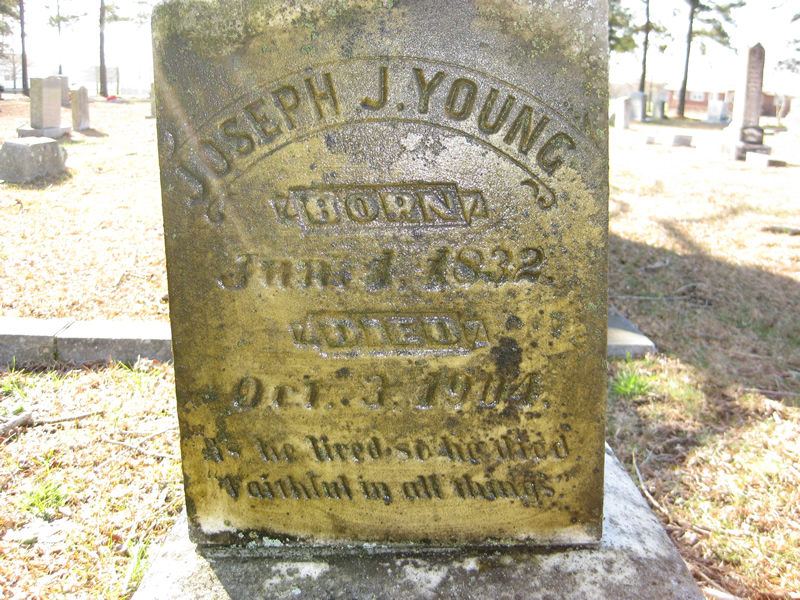 JOSEPH J. YOUNG
BORN
Jun. 1. 1832.
DIED
Oct. 3. 1904.
As he lived so he died
"Faithful in all things"